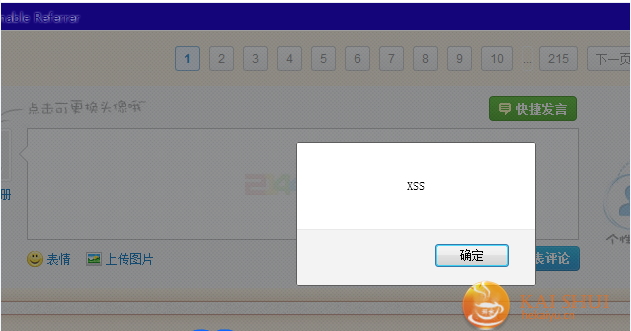 nable Referrer
1 2 3 4 5 6 7 8 9 10 ... 215 下一页
点击可更换头像哦
快捷发言
册
XSS
确定
表情 上传图片
表评论
个性